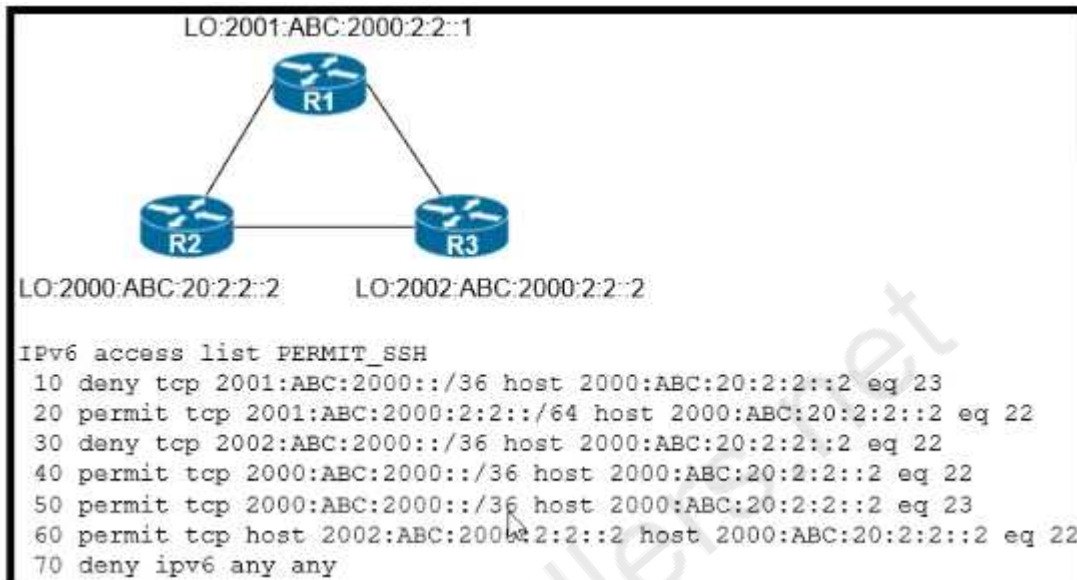 LO:2001:ABC:2000:2:2::1
R1
R2
R3
LO:2000:ABC:20:2:2::2 LO:2002:ABC:2000:2:2::2
IPv6 access list PERMIT_SSH
10 deny tcp 2001:ABC:2000::/36 host 2000:ABC:20:2:2::2 eq 23
20 permit tcp 2001:ABC:2000:2:2::/64 host 2000:ABC:20:2:2::2 eq 22
30 deny tcp 2002:ABC:2000::/36 host 2000:ABC:20:2:2::2 eq 22
40 permit tcp 2000:ABC:2000::/36 host 2000:ABC:20:2:2::2 eq 22
50 permit tcp 2000:ABC:2000::/36 host 2000:ABC:20:2:2::2 eq 23
60 permit tcp host 2002:ABC:2000:2:2::2 host 2000:ABC:20:2:2::2 eq 22
70 deny ipv6 any any